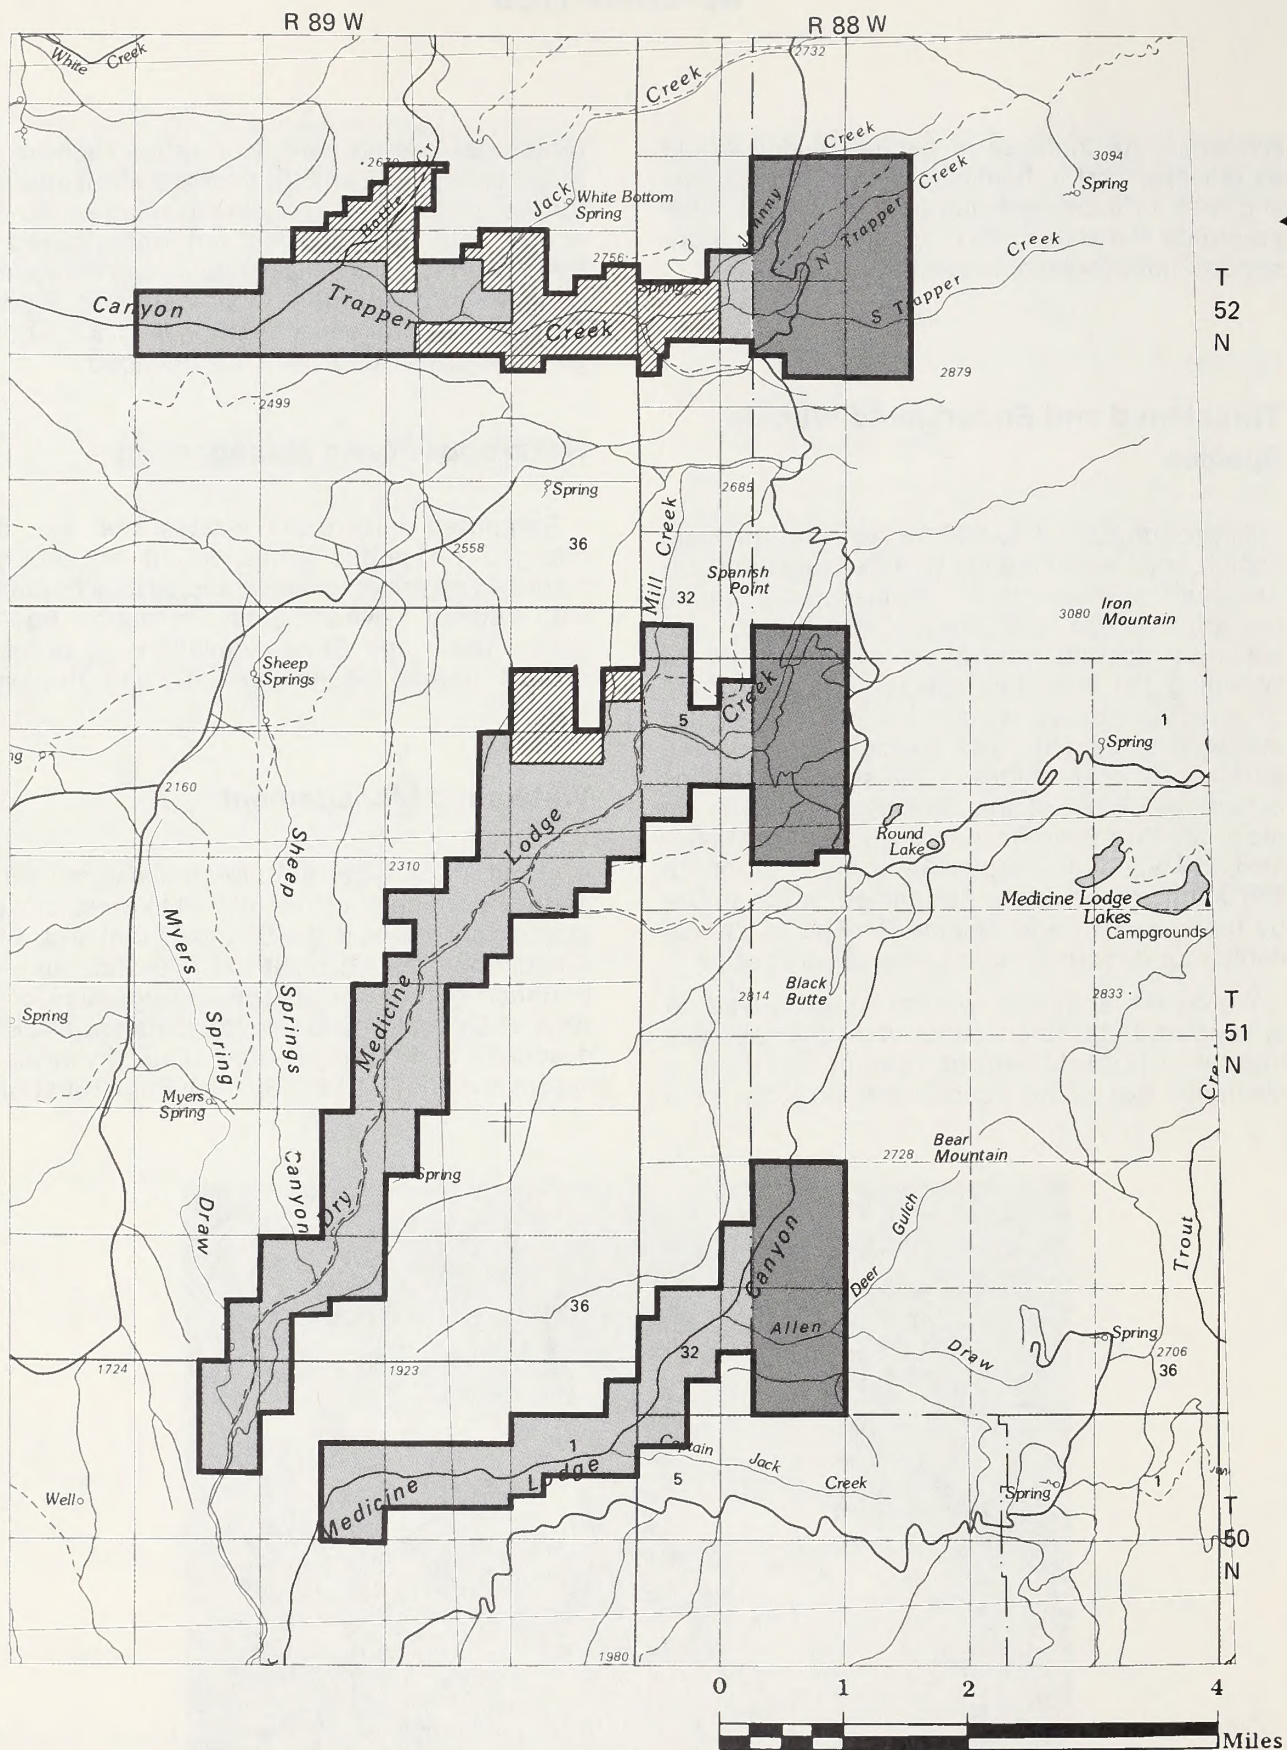 R 89 W
R 88 W
White Creek
2732
Creek
Creek
3094
Spring
2679
Cr
Battle
Jack
White Bottom
Spring
Johnny
Creek
N Trapper
Creek
2756
Spring
T
52
N
Canyon
Trapper
Creek
S Trapper
2879
2499
Spring
2685
36
2558
Mill Creek
Spanish
Point
32
3080
Iron
Mountain
Sheep
Springs
Creek
5
1
Spring
2160
Lodge
Round
Lake
Sheep
2310
Medicine Lodge
Lakes
Campgrounds
Myers
Medicine
Black
Butte
2814
2833
T
51
N
Spring
Springs
Spring
Myers
Spring
Cre
Bear
Mountain
2728
Spring
Canyon
Dry
Draw
Canyon
Gulch
Deer
Trout
36
Allen
Spring
Draw
2706
36
1724
1923
32
1
Captain
Jack
Creek
Lodge
5
Medicine
Well
Spring
1
T
50
N
1980
0 1 2 4
Miles